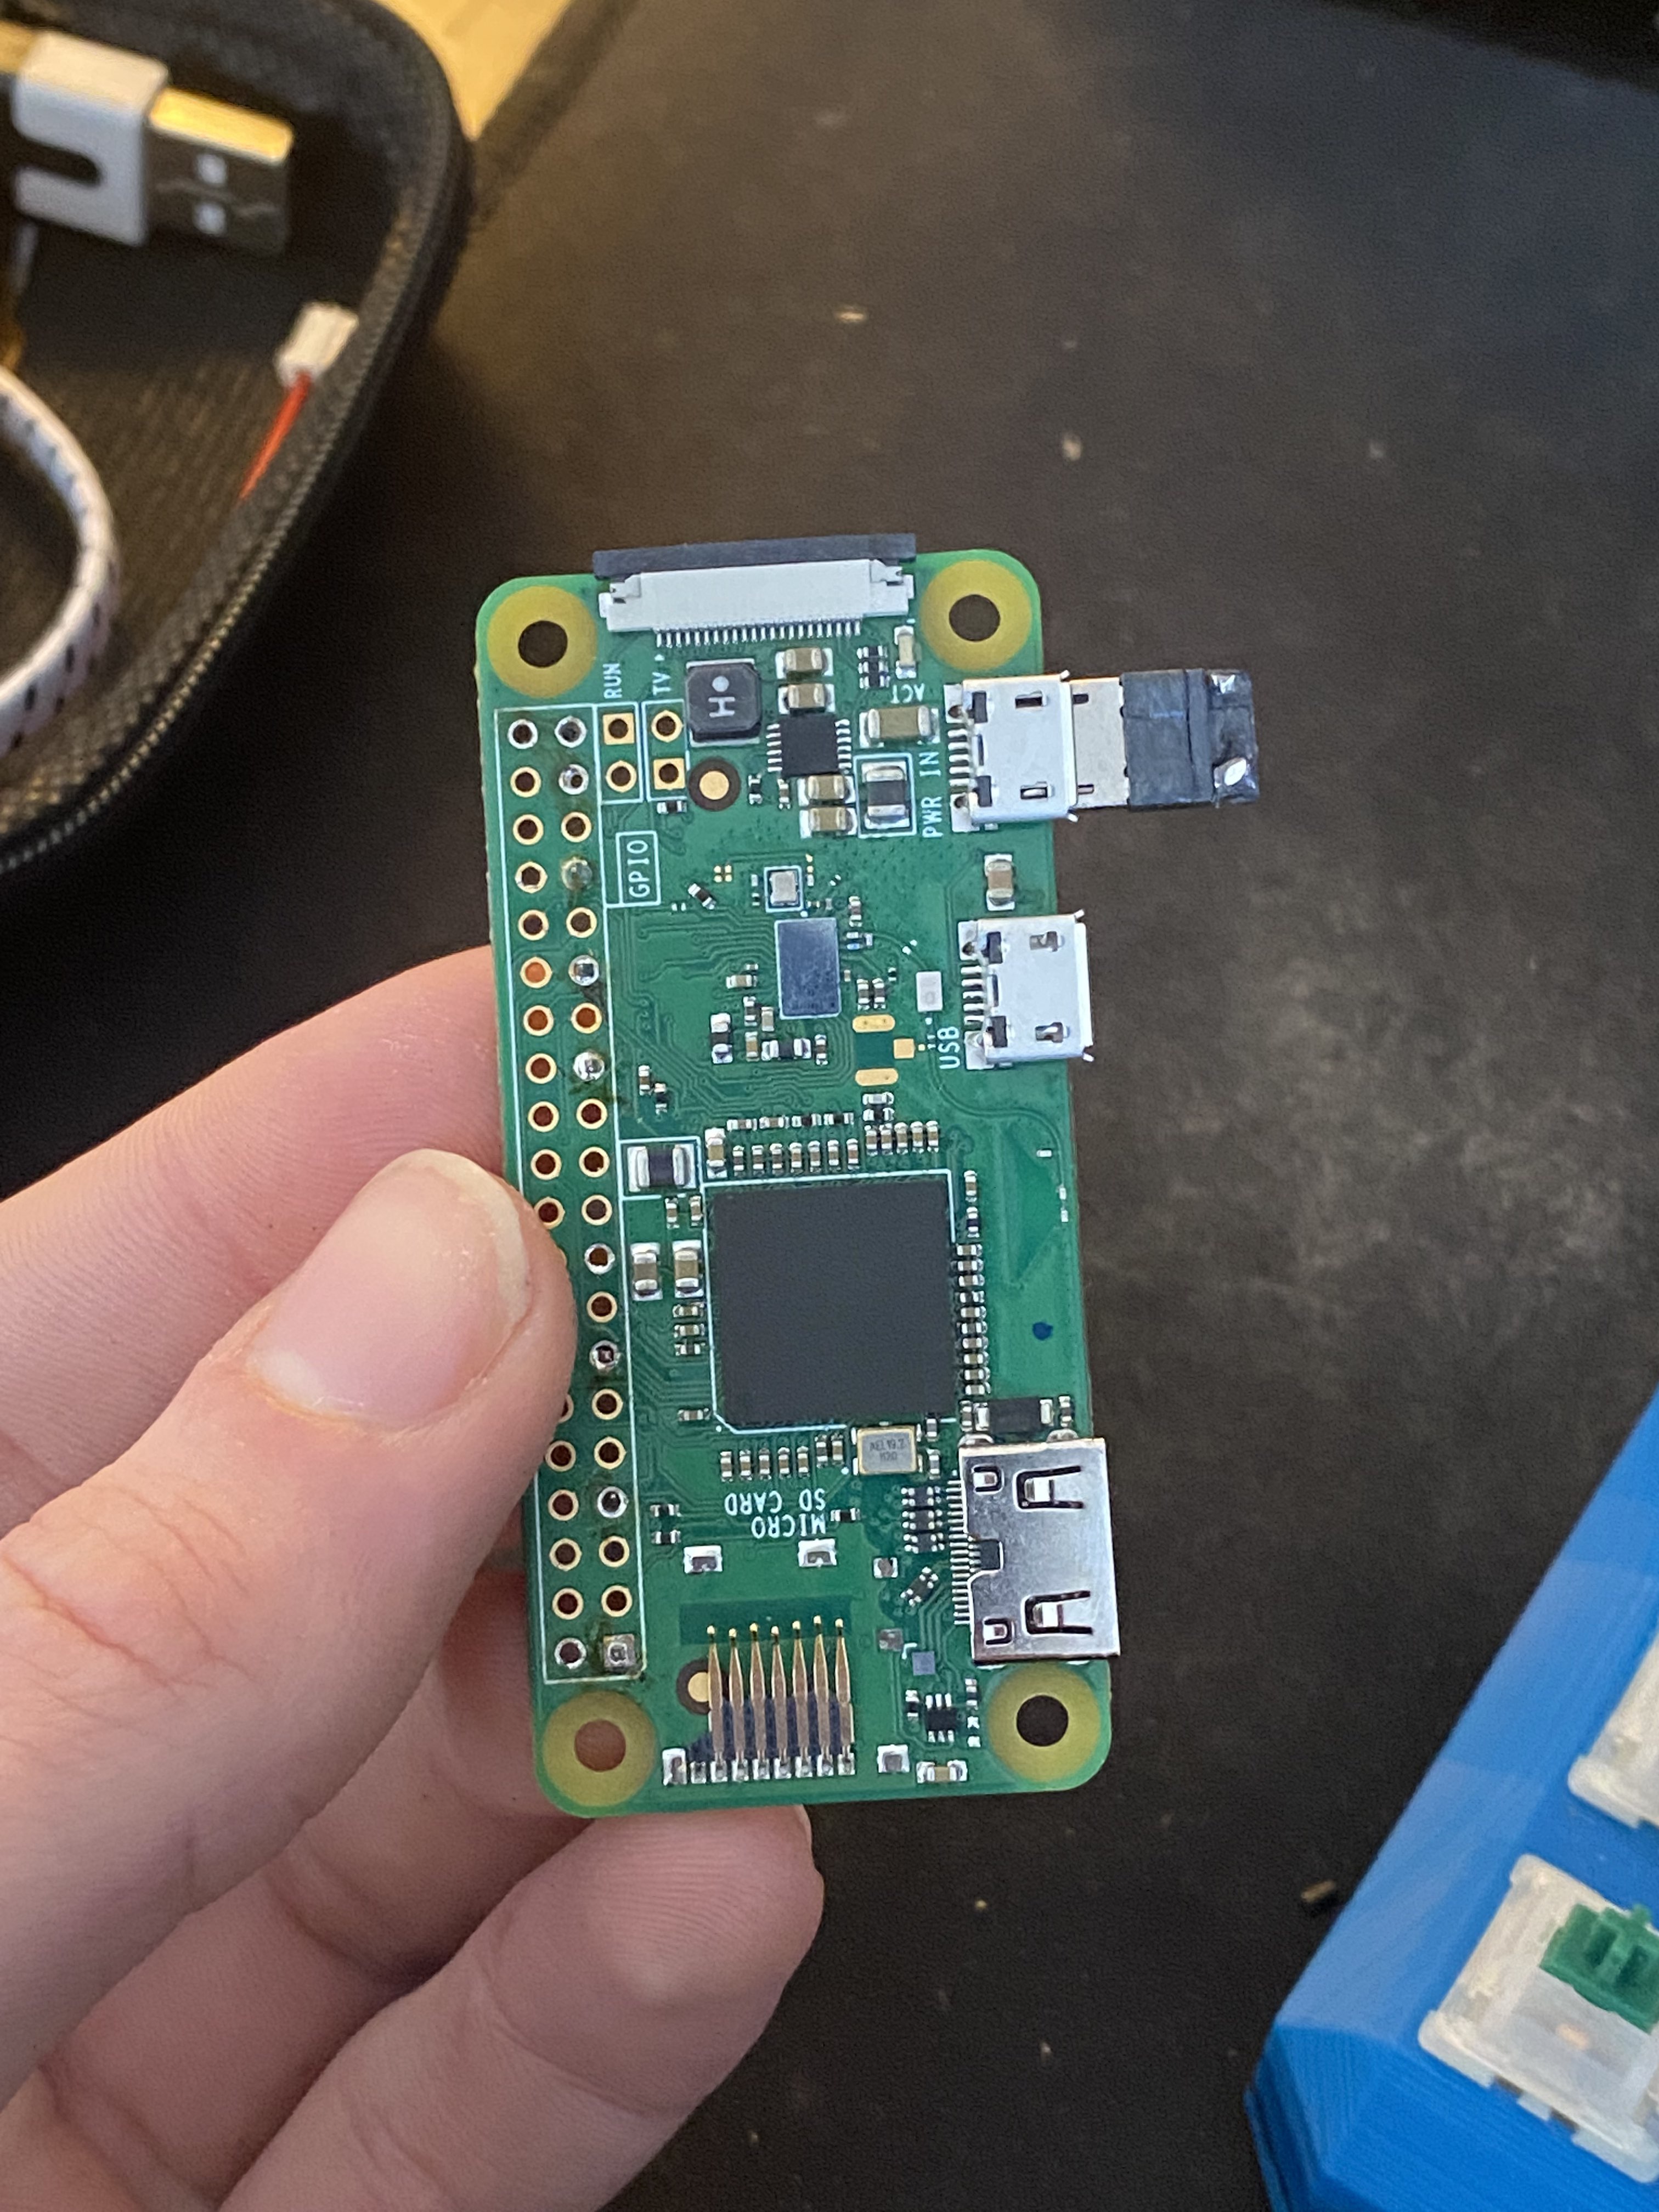 RUN
TV
H
ACT
PWR IN
GPIO
USB
MICRO
SD CARD